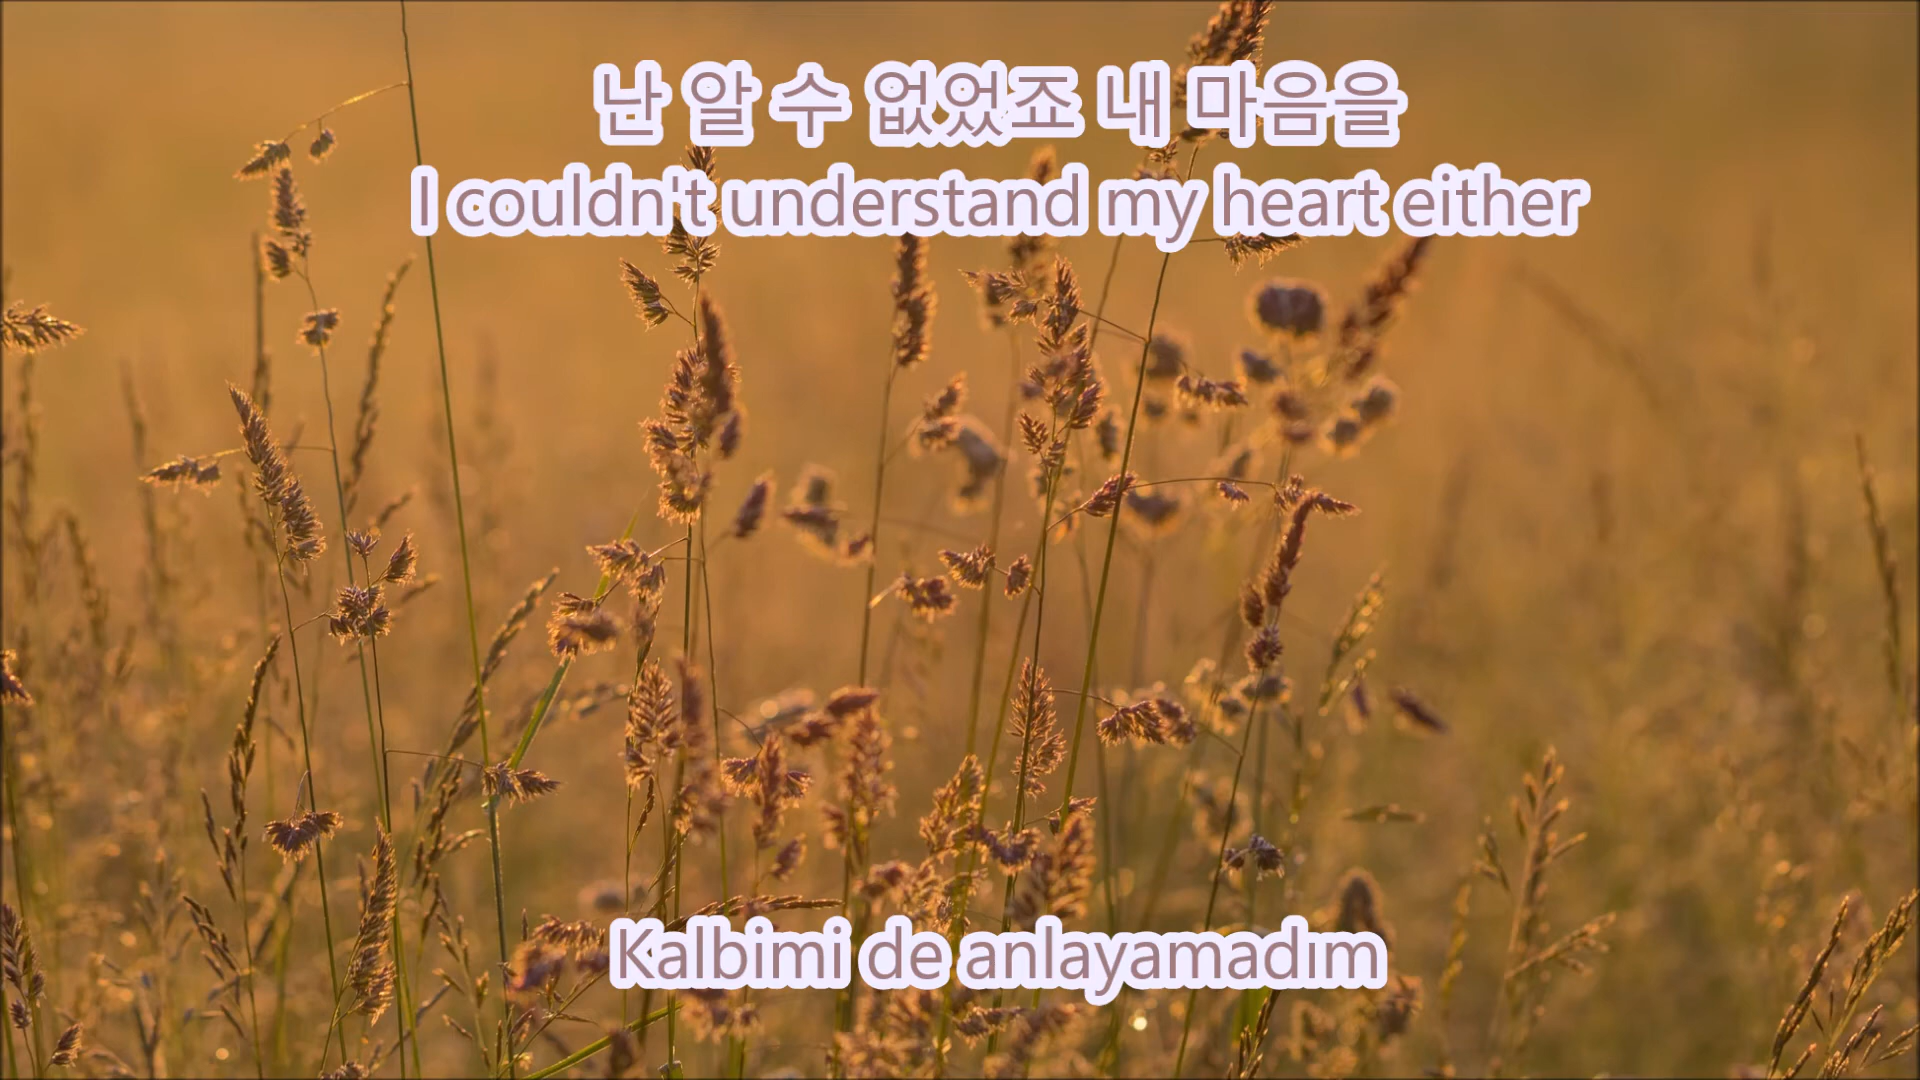 난 알 수 없었죠 내 마음을
I couldn't understand my heart either
Kalbimi de anlayamadım